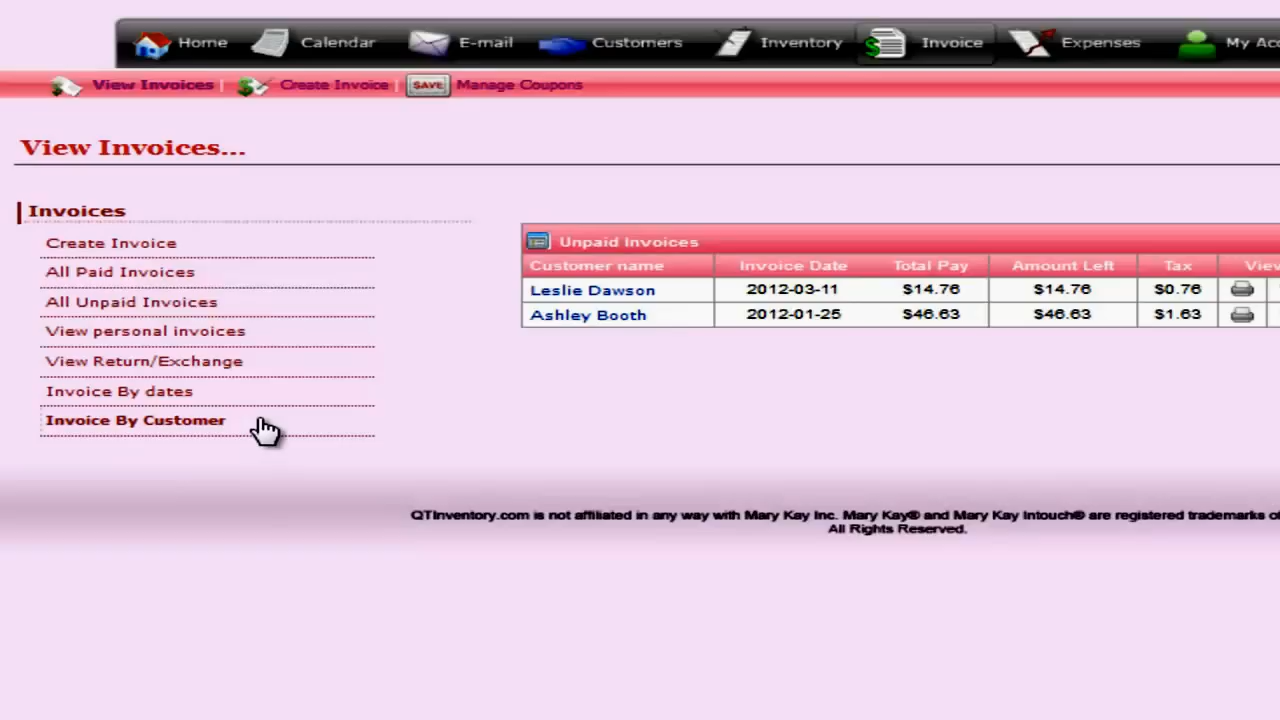 Home Calendar E-mail Customers Inventory Invoice Expenses My Acc
View Invoices | Create Invoice | SAVE Manage Coupons
View Invoices...
Invoices
Create Invoice
All Paid Invoices
All Unpaid Invoices
View personal invoices
View Return/Exchange
Invoice By dates
Invoice By Customer
Unpaid Invoices
Customer name Invoice Date Total Pay Amount Left Tax View
Leslie Dawson 2012-03-11 $14.76 $14.76 $0.76
Ashley Booth 2012-01-25 $46.63 $46.63 $1.63
QTInventory.com is not affiliated in any way with Mary Kay Inc. Mary Kay® and Mary Kay Intouch® are registered trademarks of
All Rights Reserved.